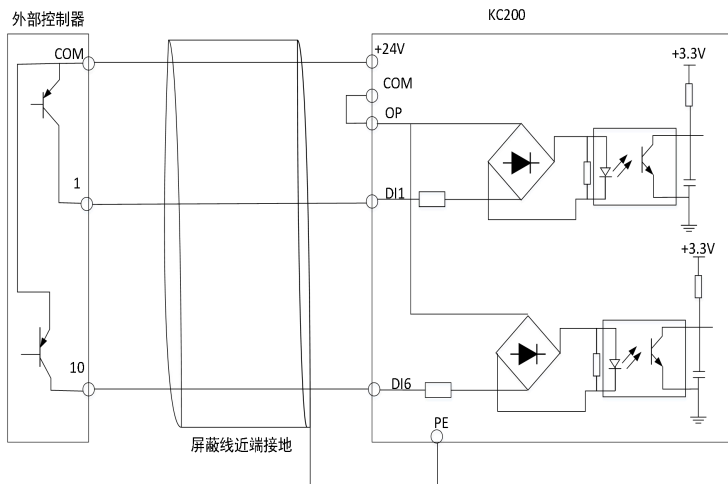 外部控制器
KC200
COM
+24V
+3.3V
COM
OP
1
DI1
+3.3V
10
DI6
PE
屏蔽线近端接地